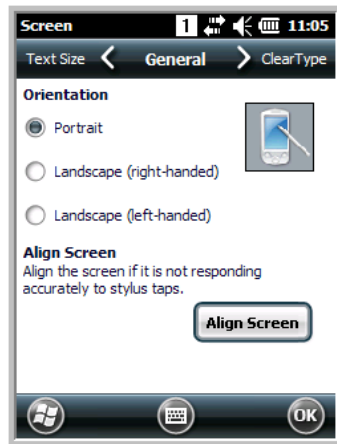 Screen 1 11:05
Text Size General ClearType
Orientation
Portrait
Landscape (right-handed)
Landscape (left-handed)
Align Screen
Align the screen if it is not responding
accurately to stylus taps.
Align Screen
OK